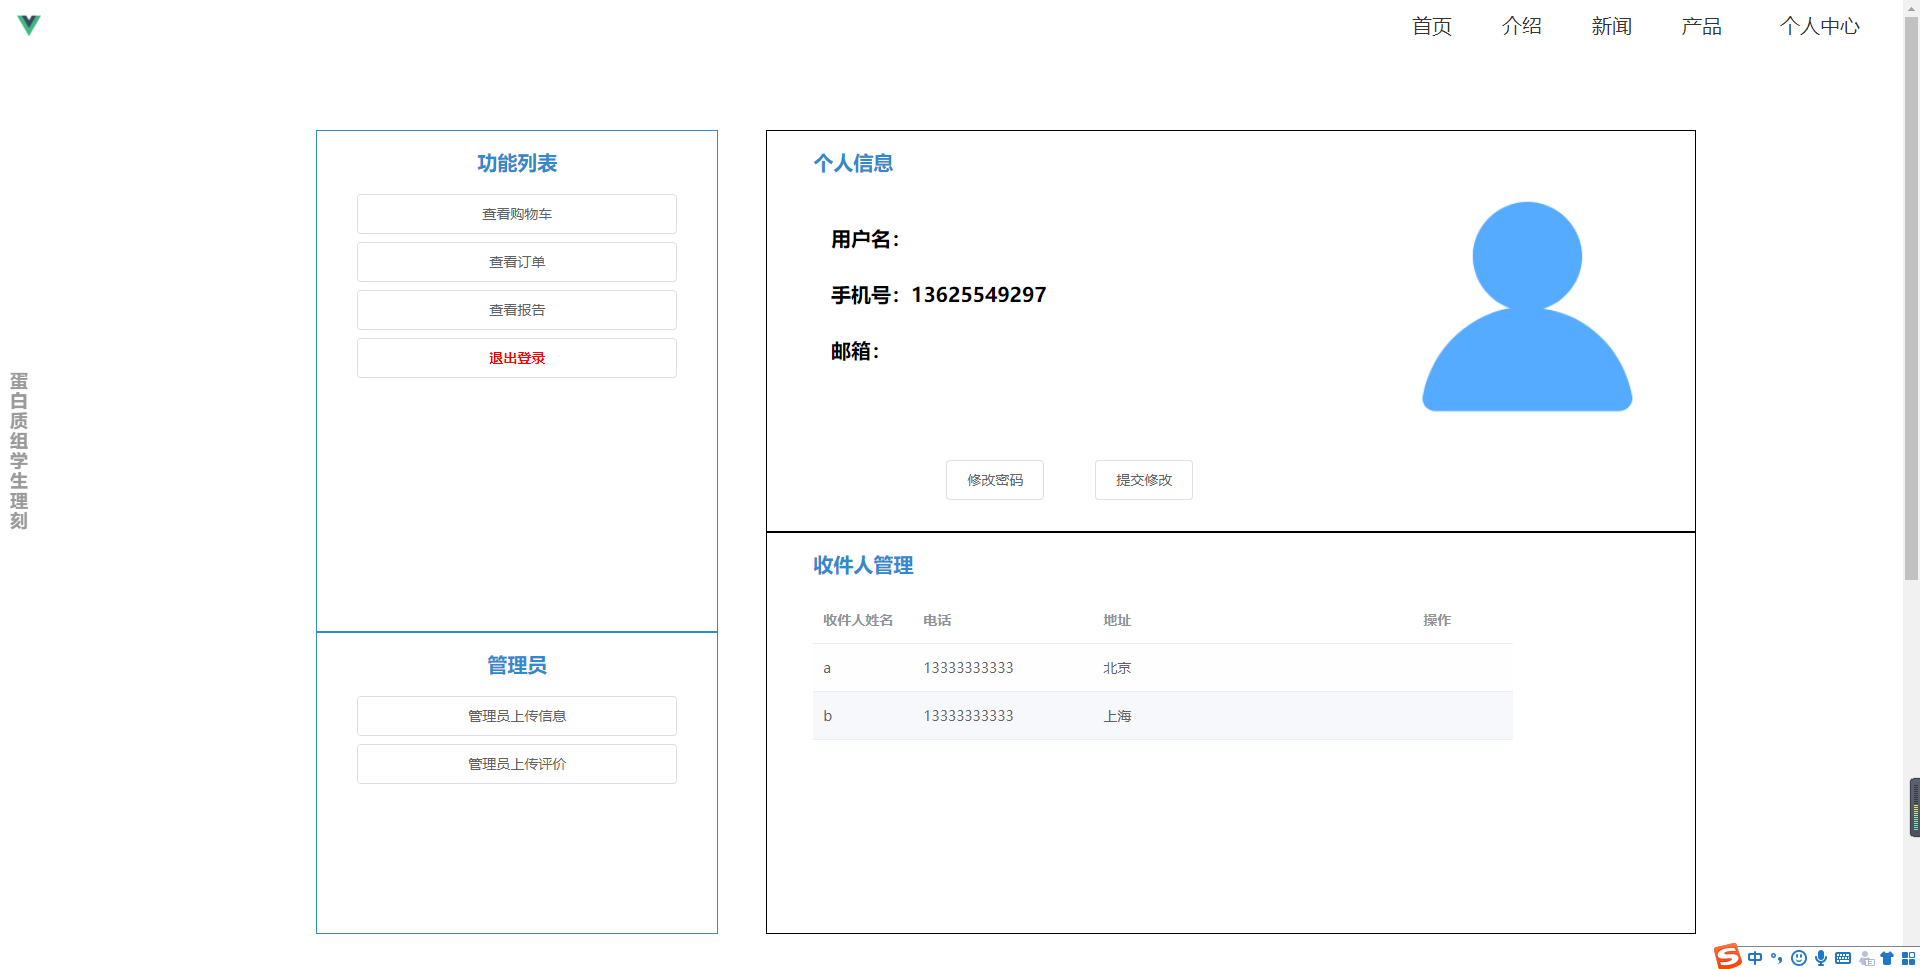 首页 介绍 新闻 产品 个人中心
功能列表
查看购物车
查看订单
查看报告
退出登录
管理员
管理员上传信息
管理员上传评价
个人信息
用户名：
手机号：13625549297
邮箱：
修改密码 提交修改
收件人管理
收件人姓名 电话 地址 操作
a 13333333333 北京
b 13333333333 上海
蛋白质组学生理刻
中